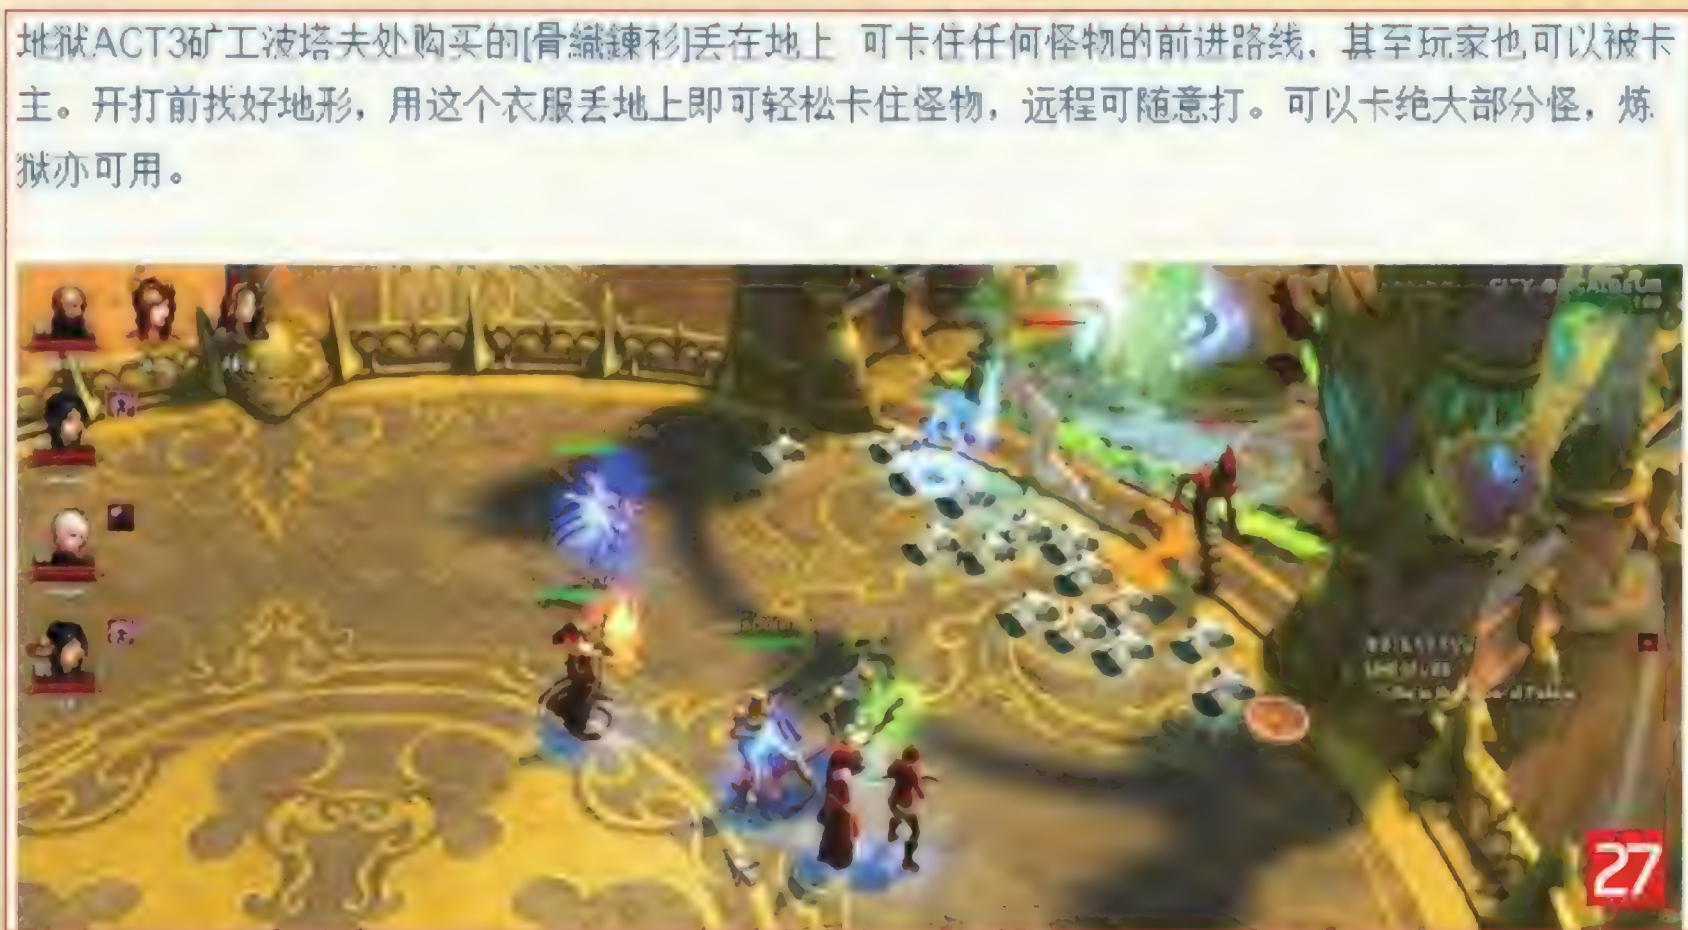 地狱ACT3矿工波塔夫处购买的[骨織鍊衫]丢在地上 可卡住任何怪物的前进路线，甚至玩家也可以被卡
主。开打前找好地形，用这个衣服丢地上即可轻松卡住怪物，远程可随意打。可以卡绝大部分怪，炼
狱亦可用。
27